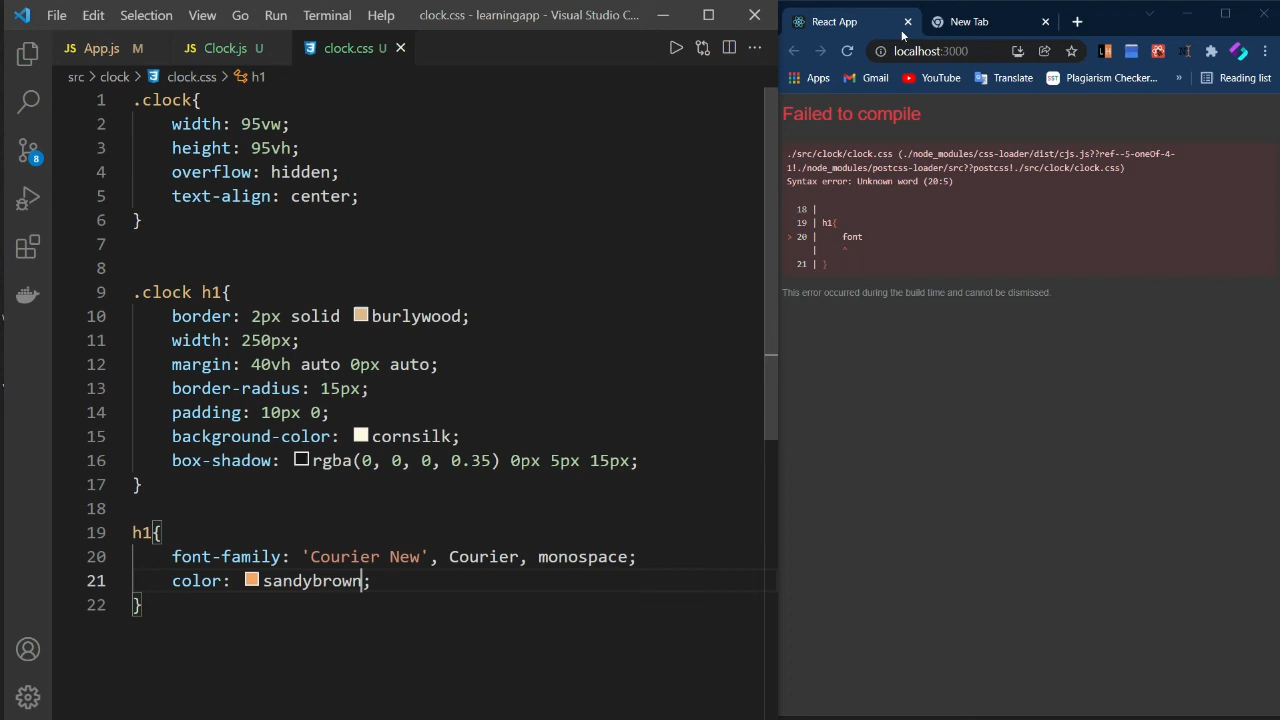 File Edit Selection View Go Run Terminal Help clock.css - learningapp - Visual Studio C...
App.js M Clock.js U clock.css U
src > clock > clock.css > h1
1 .clock{
2 width: 95vw;
3 height: 95vh;
4 overflow: hidden;
5 text-align: center;
6 }
7
8
9 .clock h1{
10 border: 2px solid burlywood;
11 width: 250px;
12 margin: 40vh auto 0px auto;
13 border-radius: 15px;
14 padding: 10px 0;
15 background-color: cornsilk;
16 box-shadow: rgba(0, 0, 0, 0.35) 0px 5px 15px;
17 }
18
19 h1{
20 font-family: 'Courier New', Courier, monospace;
21 color: sandybrown;
22 }
8
React App New Tab
localhost:3000
Apps Gmail YouTube Translate SST Plagiarism Checker... » Reading list
Failed to compile
./src/clock/clock.css (./node_modules/css-loader/dist/cjs.js??ref--5-oneOf-4-
1!./node_modules/postcss-loader/src??postcss!./src/clock/clock.css)
Syntax error: Unknown word (20:5)
18 |
19 | h1{
> 20 | font
| ^
21 | }
This error occurred during the build time and cannot be dismissed.